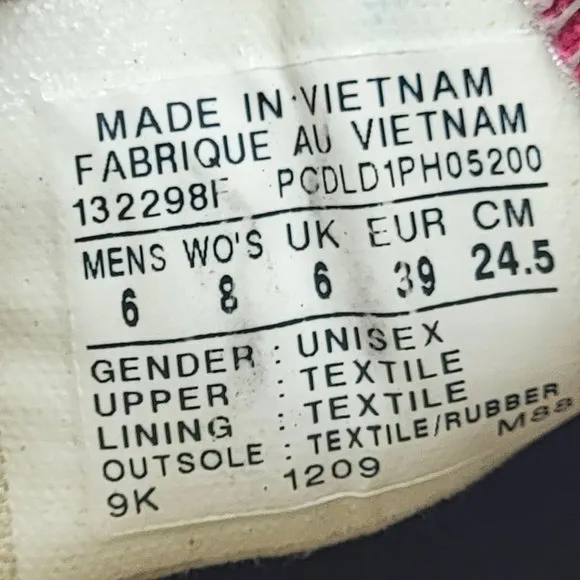 MADE IN VIETNAM
FABRIQUE AU VIETNAM
132298F PCDLD1PH05200
MENS WO'S UK EUR CM
6 8 6 39 24.5
GENDER : UNISEX
UPPER : TEXTILE
LINING : TEXTILE
OUTSOLE : TEXTILE/RUBBER
9K 1209